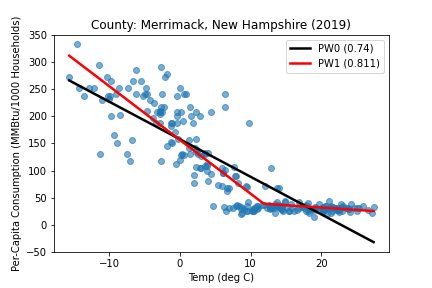 County: Merrimack, New Hampshire (2019)
Per-Capita Consumption (MMBtu/1000 Households)
350
300
250
200
150
100
50
0
−50
PW0 (0.74)
PW1 (0.811)
−10
0
10
20
Temp (deg C)